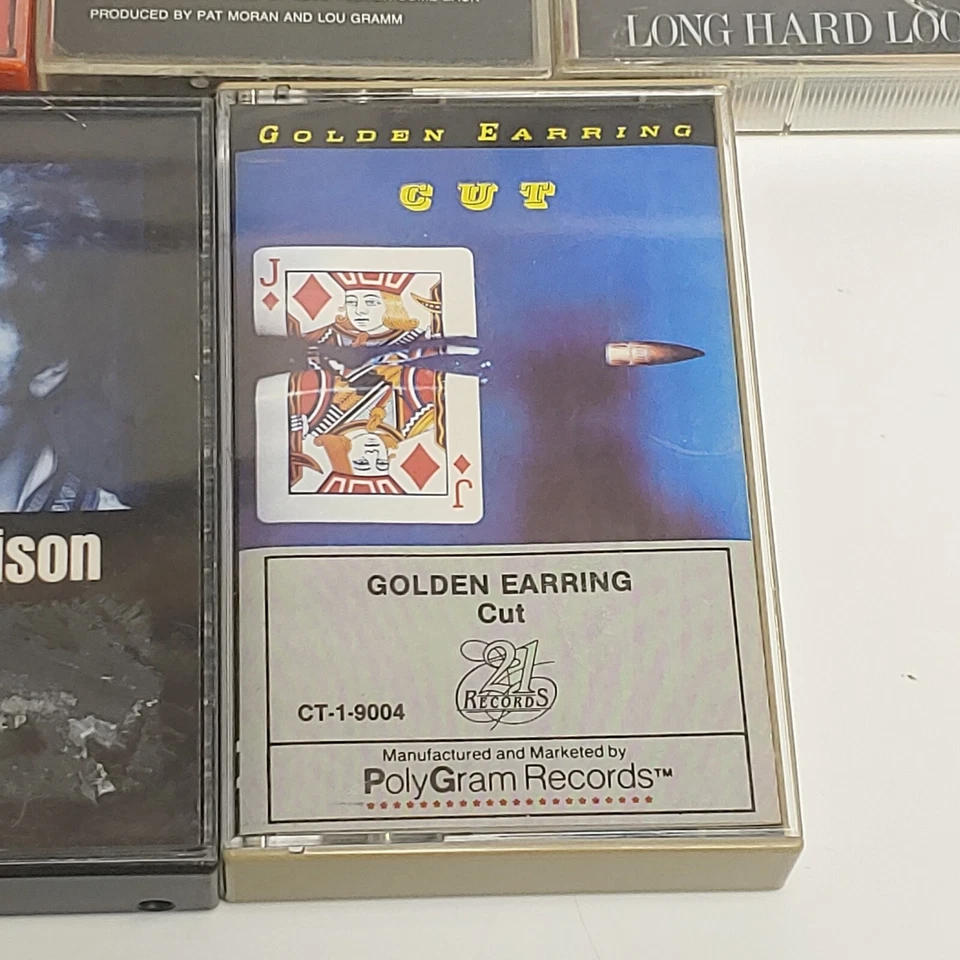 PRODUCED BY PAT MORAN AND LOU GRAMM
LONG HARD LOO
GOLDEN EARRING
CUT
J
J
ison
GOLDEN EARRING
Cut
21
RECORDS
CT-1-9004
Manufactured and Marketed by
PolyGram Records™